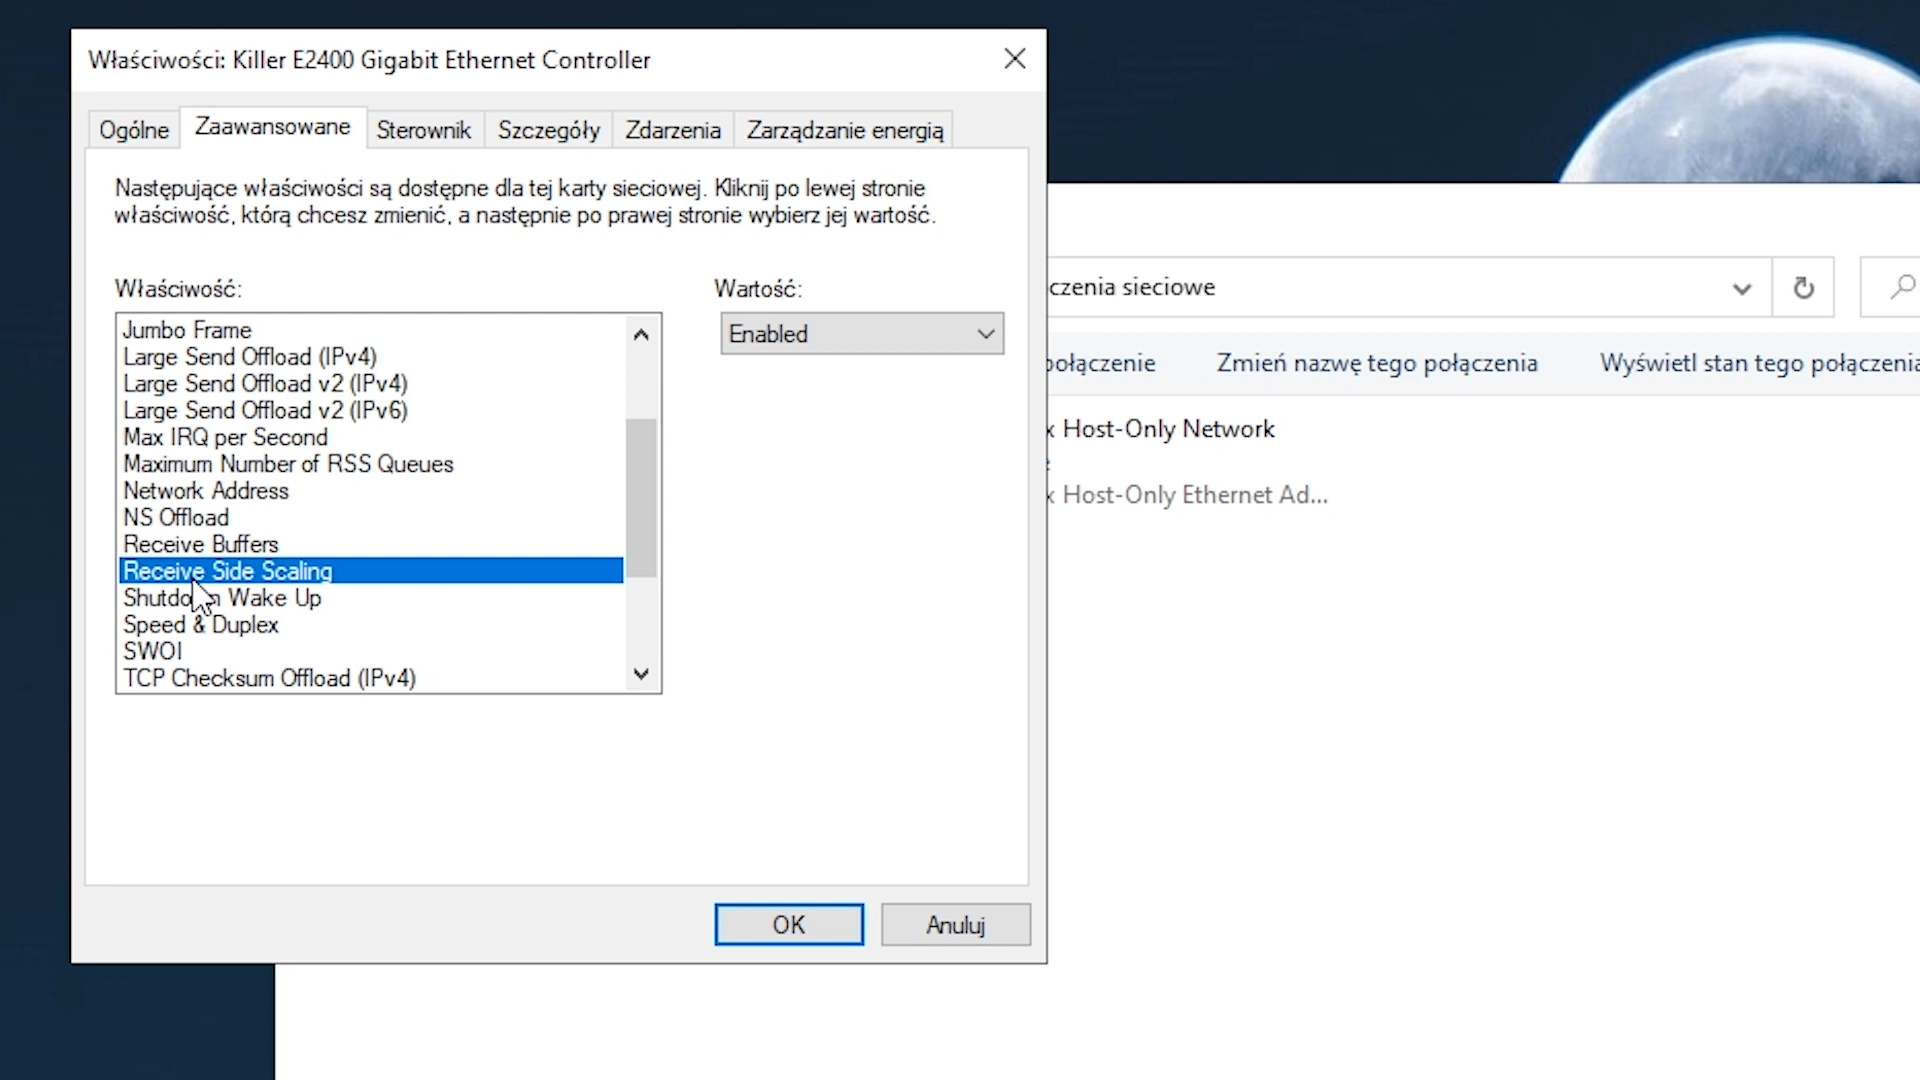 Właściwości: Killer E2400 Gigabit Ethernet Controller
Ogólne
Zaawansowane
Sterownik
Szczegóły
Zdarzenia
Zarządzanie energią
Następujące właściwości są dostępne dla tej karty sieciowej. Kliknij po lewej stronie
właściwość, którą chcesz zmienić, a następnie po prawej stronie wybierz jej wartość.
Właściwość:
Jumbo Frame
Large Send Offload (IPv4)
Large Send Offload v2 (IPv4)
Large Send Offload v2 (IPv6)
Max IRQ per Second
Maximum Number of RSS Queues
Network Address
NS Offload
Receive Buffers
Receive Side Scaling
Shutdown Wake Up
Speed & Duplex
SWOI
TCP Checksum Offload (IPv4)
Wartość:
Enabled
OK
Anuluj
czenia sieciowe
połączenie
Zmień nazwę tego połączenia
Wyświetl stan tego połączenia
x Host-Only Network
x Host-Only Ethernet Ad...